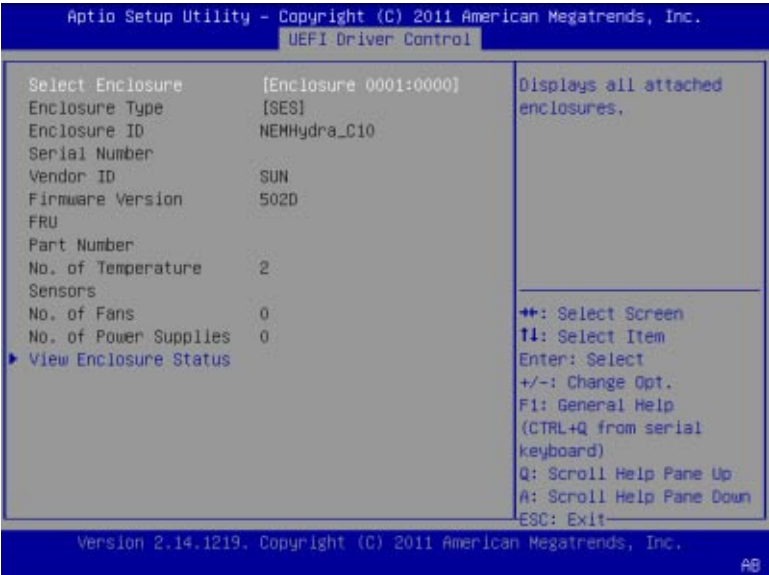 Aptio Setup Utility – Copyright (C) 2011 American Megatrends, Inc.
UEFI Driver Control
Select Enclosure [Enclosure 0001:0000]
Enclosure Type [SES]
Enclosure ID NEMHydra_C10
Serial Number
Vendor ID SUN
Firmware Version 502D
FRU
Part Number
No. of Temperature 2
Sensors
No. of Fans 0
No. of Power Supplies 0
▶ View Enclosure Status
Displays all attached
enclosures.
→←: Select Screen
↑↓: Select Item
Enter: Select
+/-: Change Opt.
F1: General Help
(CTRL+Q from serial
keyboard)
Q: Scroll Help Pane Up
A: Scroll Help Pane Down
ESC: Exit
Version 2.14.1219. Copyright (C) 2011 American Megatrends, Inc.
AB